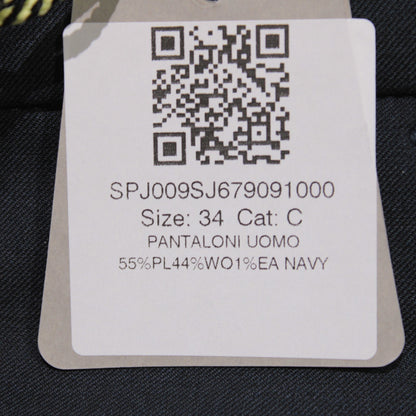 SPJ009SJ679091000
Size: 34 Cat: C
PANTALONI UOMO
55%PL44%WO1%EA NAVY